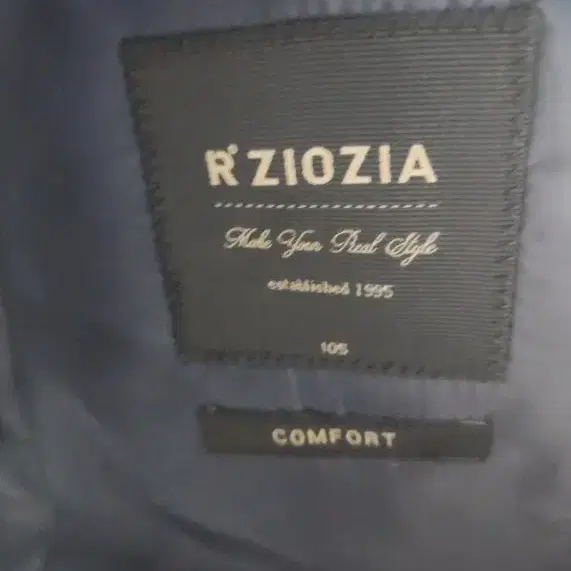 R°ZIOZIA
Make Your Real Style
established 1995
105
COMFORT